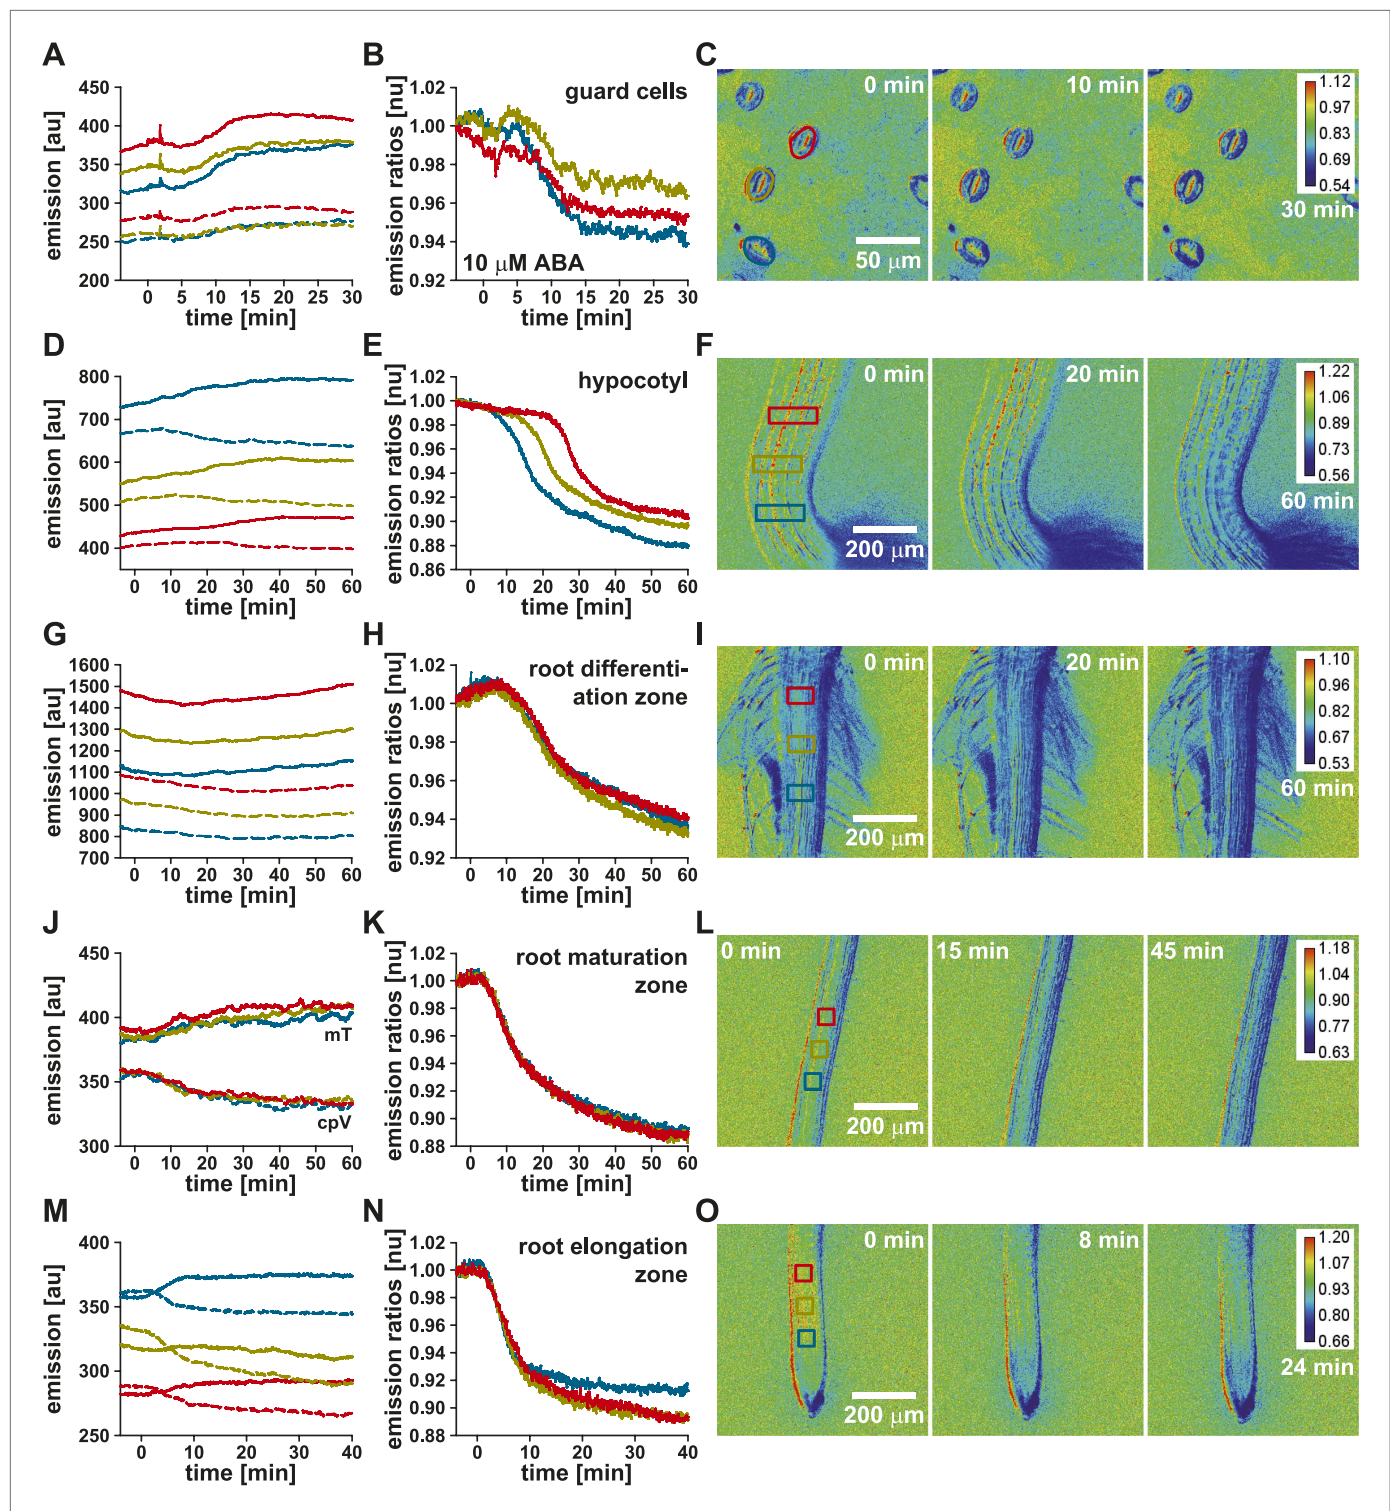 A
450
400
350
300
250
200
emission [au]
0 5 10 15 20 25 30
time [min]
B
1.02
1.00
0.98
0.96
0.94
0.92
emission ratios [nu]
guard cells
10 μM ABA
0 5 10 15 20 25 30
time [min]
C
0 min
50 μm
10 min
1.12
0.97
0.83
0.69
0.54
30 min
D
800
700
600
500
400
emission [au]
0 10 20 30 40 50 60
time [min]
E
1.02
1.00
0.98
0.96
0.94
0.92
0.90
0.88
0.86
emission ratios [nu]
hypocotyl
0 10 20 30 40 50 60
time [min]
F
0 min
200 μm
20 min
1.22
1.06
0.89
0.73
0.56
60 min
G
1600
1500
1400
1300
1200
1100
1000
900
800
700
emission [au]
0 10 20 30 40 50 60
time [min]
H
1.02
1.00
0.98
0.96
0.94
0.92
emission ratios [nu]
root differenti-
ation zone
0 10 20 30 40 50 60
time [min]
I
0 min
200 μm
20 min
1.10
0.96
0.82
0.67
0.53
60 min
J
450
400
350
300
emission [au]
mT
cpV
0 10 20 30 40 50 60
time [min]
K
1.02
1.00
0.98
0.96
0.94
0.92
0.90
0.88
emission ratios [nu]
root maturation
zone
0 10 20 30 40 50 60
time [min]
L
0 min
200 μm
15 min
45 min
1.18
1.04
0.90
0.77
0.63
M
400
350
300
250
emission [au]
0 10 20 30 40
time [min]
N
1.02
1.00
0.98
0.96
0.94
0.92
0.90
0.88
emission ratios [nu]
root elongation
zone
0 10 20 30 40
time [min]
O
0 min
200 μm
8 min
1.20
1.07
0.93
0.80
0.66
24 min